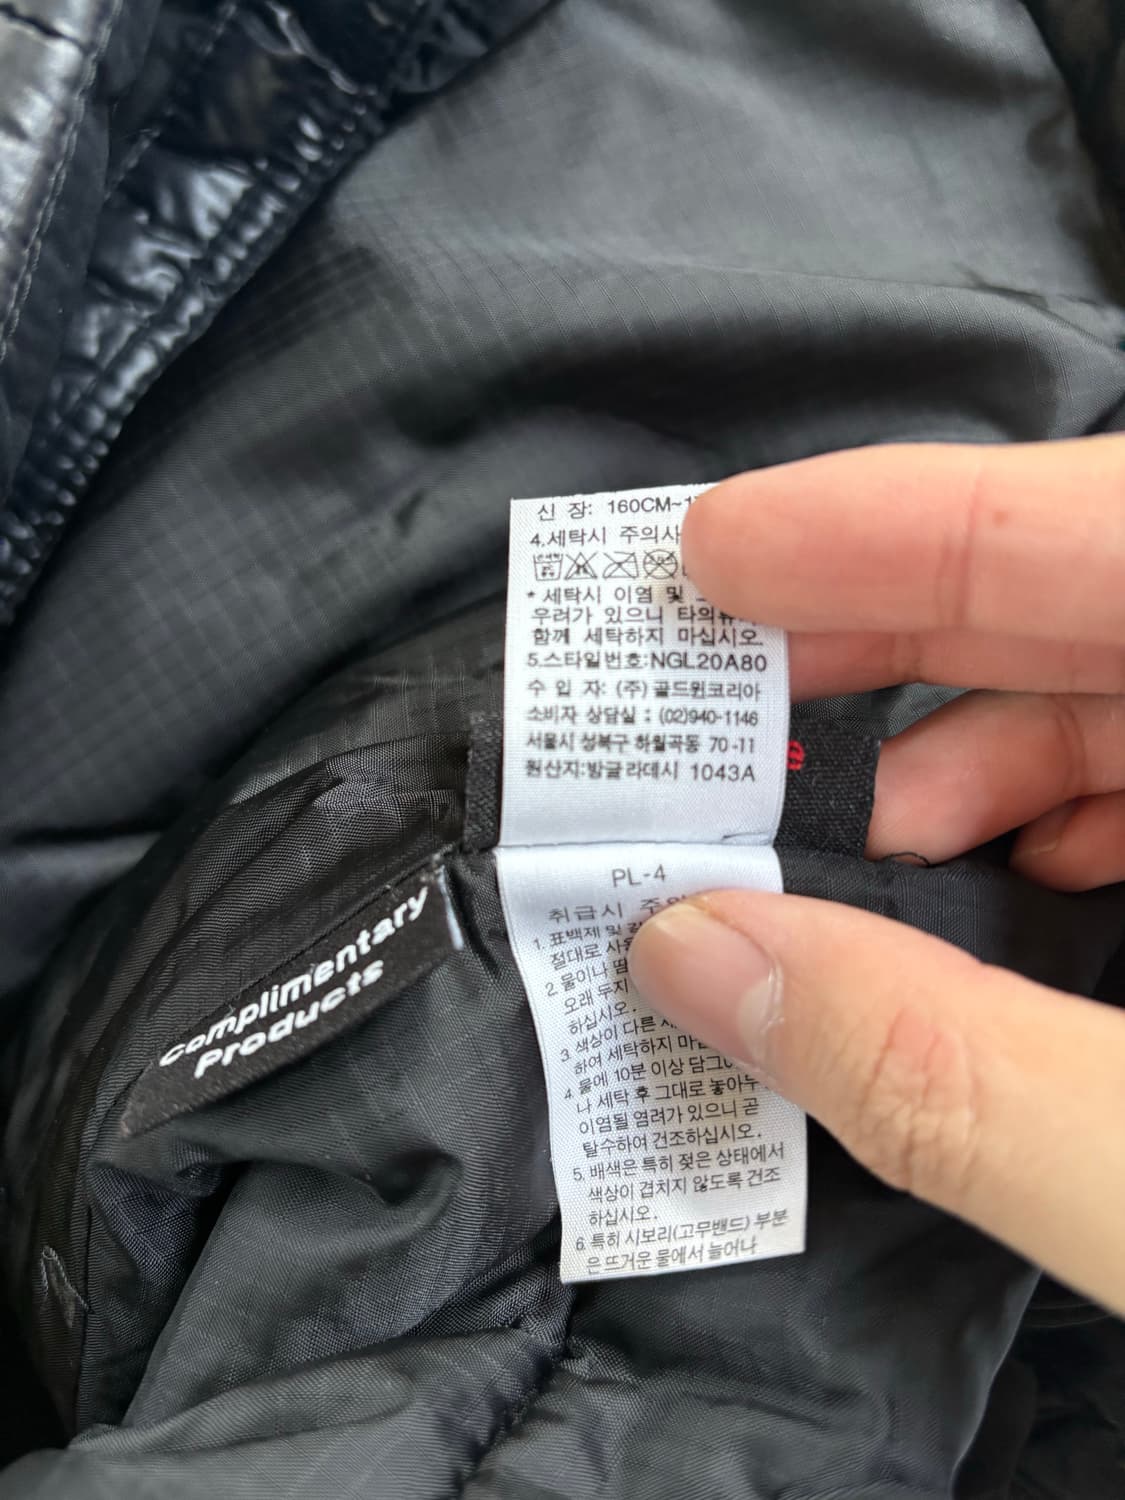 신 장: 160CM~1
4.세탁시 주의사
* 세탁시 이염 및
우려가 있으니 타의류
함께 세탁하지 마십시오.
5.스타일번호:NGL20A80
수 입 자: (주)골드윈코리아
소비자 상담실 : (02)940-1146
서울시 성북구 하월곡동 70-11
원산지:방글라데시 1043A
PL-4
취급시 주의
1. 표백제 및
절대로 사용
2. 물이나 땀
오래 두지
하십시오.
3. 색상이 다른
하여 세탁하지 마
4. 물에 10분 이상 담그
나 세탁 후 그대로 놓아두
이염될 염려가 있으니 곧
탈수하여 건조하십시오.
5. 배색은 특히 젖은 상태에서
색상이 겹치지 않도록 건조
하십시오.
6. 특히 시보리(고무밴드) 부분
은 뜨거운 물에서 늘어나
Complimentary
Products